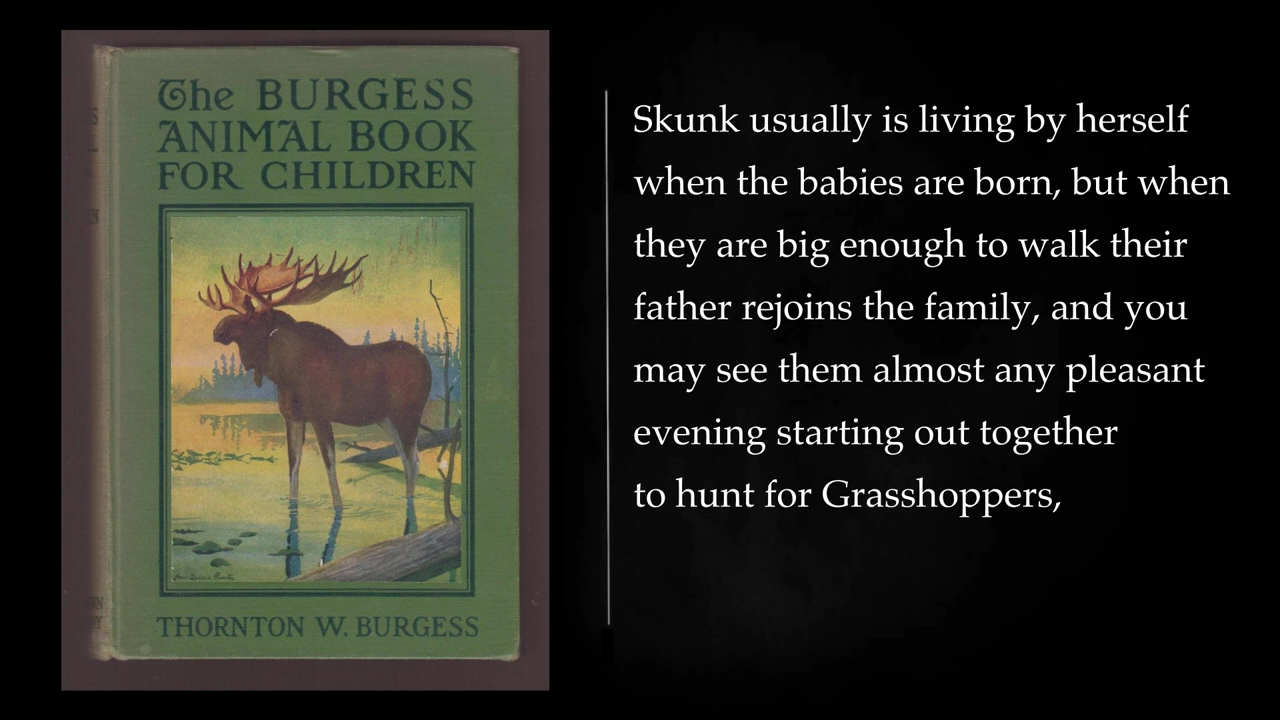 The BURGESS
ANIMAL BOOK
FOR CHILDREN
THORNTON W. BURGESS
Skunk usually is living by herself
when the babies are born, but when
they are big enough to walk their
father rejoins the family, and you
may see them almost any pleasant
evening starting out together
to hunt for Grasshoppers,